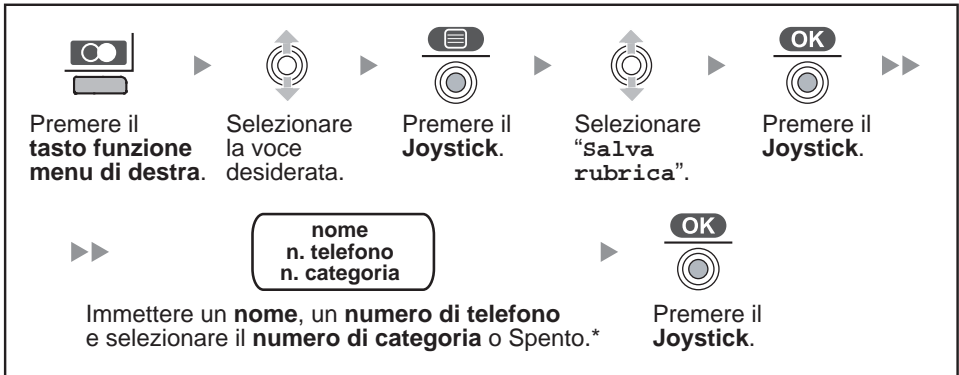 OK
OK
Premere il
tasto funzione
menu di destra.
Selezionare
la voce
desiderata.
Premere il
Joystick.
Selezionare
“Salva
rubrica”.
Premere il
Joystick.
nome
n. telefono
n. categoria
Immettere un nome, un numero di telefono
e selezionare il numero di categoria o Spento.*
Premere il
Joystick.